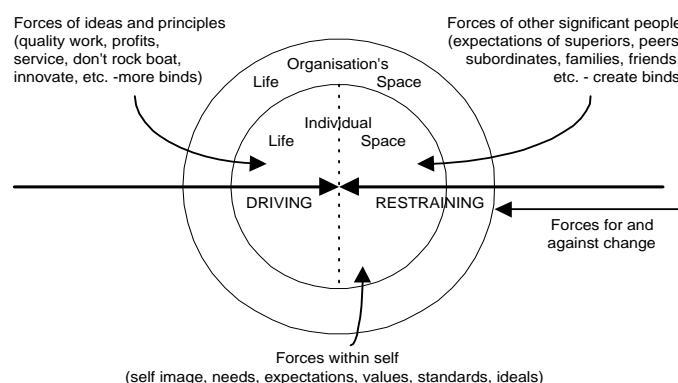 Forces of ideas and principles
(quality work, profits,
service, don't rock boat,
innovate, etc. -more binds)
Forces of other significant people
(expectations of superiors, peers
subordinates, families, friends
etc. - create binds
Organisation's
Life Space
Individual
Life Space
DRIVING RESTRAINING
Forces for and
against change
Forces within self
(self image, needs, expectations, values, standards, ideals)